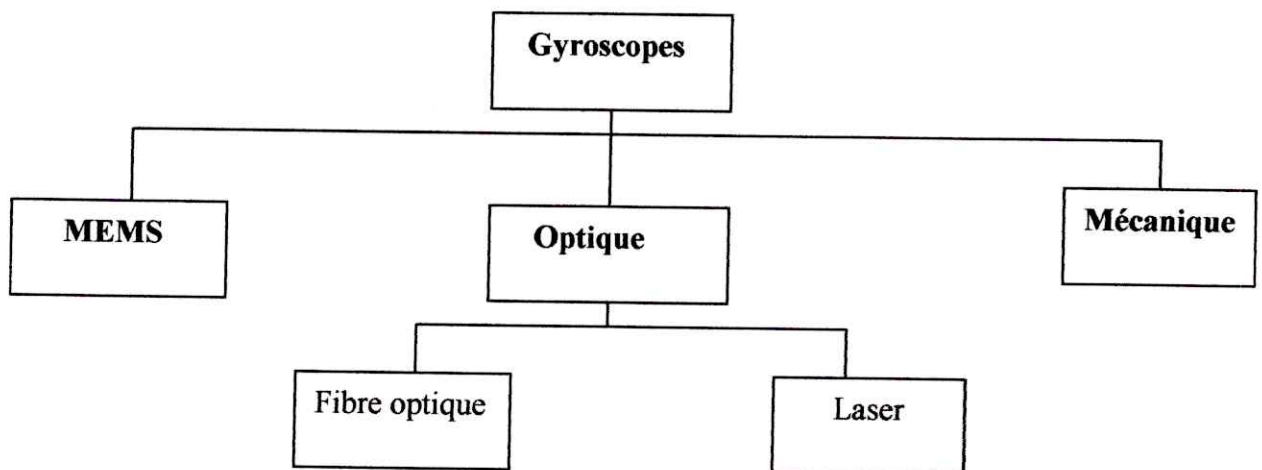 Gyroscopes
MEMS
Optique
Mécanique
Fibre optique
Laser